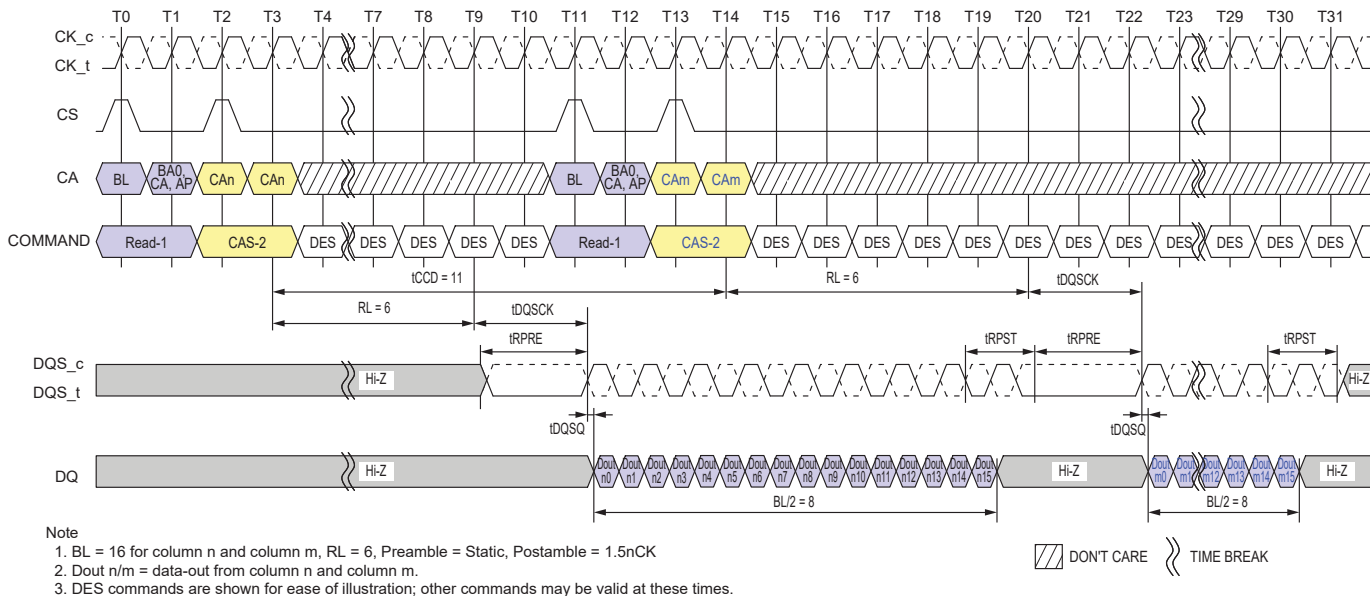 T0 T1 T2 T3 T4 T7 T8 T9 T10 T11 T12 T13 T14 T15 T16 T17 T18 T19 T20 T21 T22 T23 T29 T30 T31
CK_c
CK_t
CS
CA BL BA0, CA, AP CAn CAn BL BA0, CA, AP CAm CAm
COMMAND Read-1 CAS-2 DES DES DES DES DES Read-1 CAS-2 DES DES DES DES DES DES DES DES DES DES DES DES
tCCD = 11 RL = 6 tDQSCK
RL = 6 tDQSCK
tRPRE tRPST tRPRE tRPST
DQS_c
DQS_t
Hi-Z Hi-Z
tDQSQ tDQSQ
DQ Hi-Z Dout n0 Dout n1 Dout n2 Dout n3 Dout n4 Dout n5 Dout n6 Dout n7 Dout n8 Dout n9 Dout n10 Dout n11 Dout n12 Dout n13 Dout n14 Dout n15 Hi-Z Dout m0 Dout m1 Dout m12 Dout m13 Dout m14 Dout m15 Hi-Z
BL/2 = 8 BL/2 = 8
Note
1. BL = 16 for column n and column m, RL = 6, Preamble = Static, Postamble = 1.5nCK
2. Dout n/m = data-out from column n and column m.
3. DES commands are shown for ease of illustration; other commands may be valid at these times.
DON'T CARE TIME BREAK